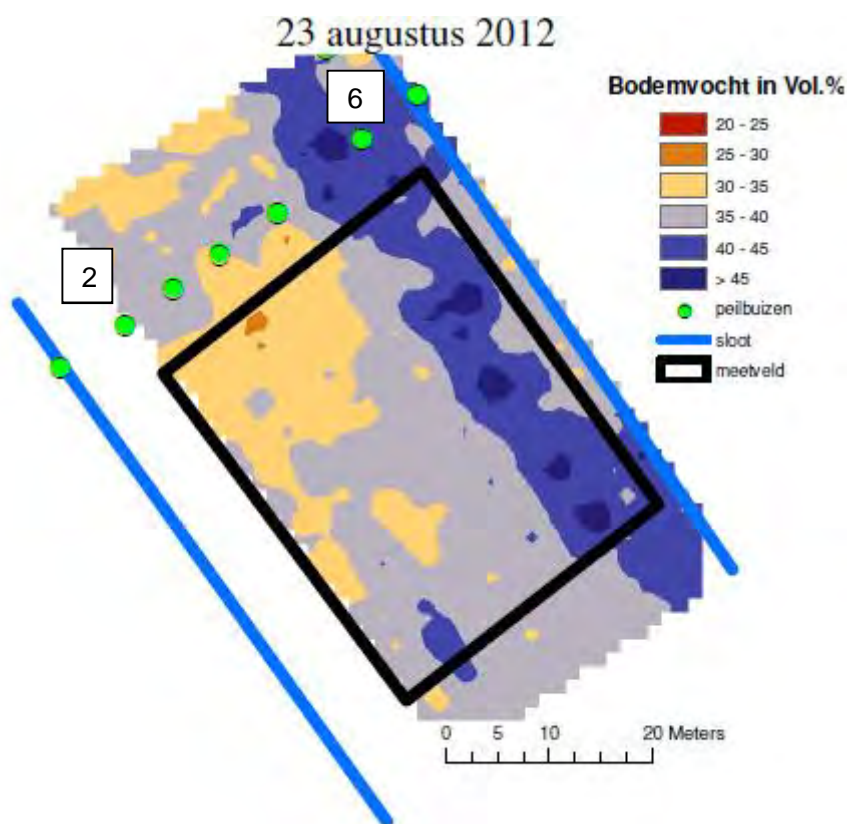 23 augustus 2012
6
2
Bodemvocht in Vol.%
20 - 25
25 - 30
30 - 35
35 - 40
40 - 45
> 45
peilbuizen
sloot
meetveld
0 5 10 20 Meters